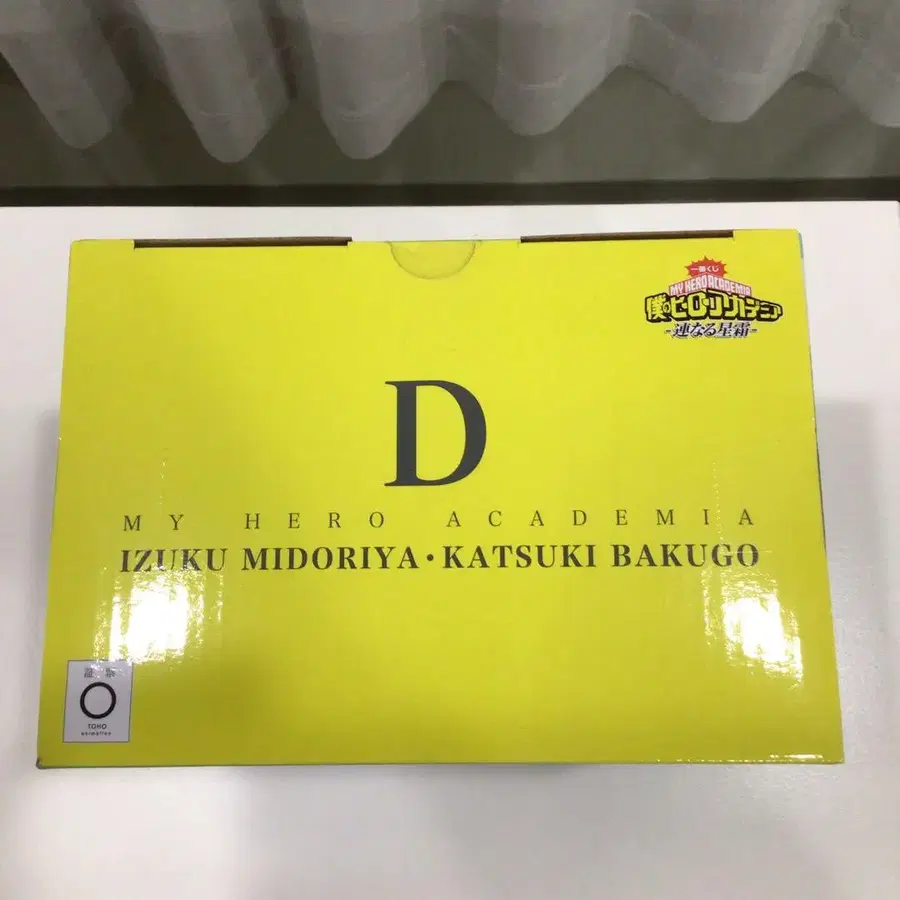 一番くじ
MY HERO ACADEMIA
僕のヒーローアカデミア
-連なる星霜-
D
MY HERO ACADEMIA
IZUKU MIDORIYA・KATSUKI BAKUGO
TOHO
animation